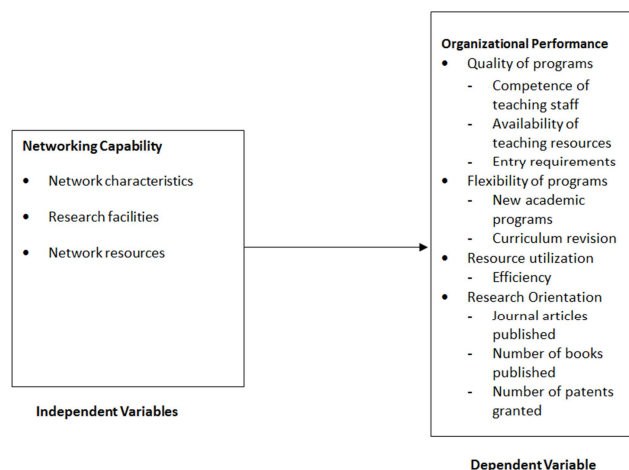 Networking Capability
• Network characteristics
• Research facilities
• Network resources
Independent Variables
Organizational Performance
• Quality of programs
- Competence of
teaching staff
- Availability of
teaching resources
- Entry requirements
• Flexibility of programs
- New academic
programs
- Curriculum revision
• Resource utilization
- Efficiency
• Research Orientation
- Journal articles
published
- Number of books
published
- Number of patents
granted
Dependent Variable